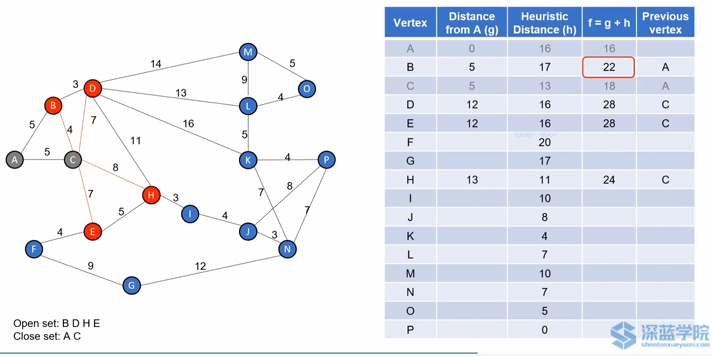 Vertex Distance from A (g) Heuristic Distance (h) f = g + h Previous vertex
A 0 16 16
B 5 17 22 A
C 5 13 18 A
D 12 16 28 C
E 12 16 28 C
F 20
G 17
H 13 11 24 C
I 10
J 8
K 4
L 7
M 10
N 7
O 5
P 0
M
14 5
3 D 9 O
B 13 4
L
5 4 7 16 11 5
A 5 C K 4 P
8 7 8 7
7 H 3 I 4 J 3
4 E 5 N
F
9 12
G
Open set: B D H E
Close set: A C
深蓝学院
shenlanxueyuan.com